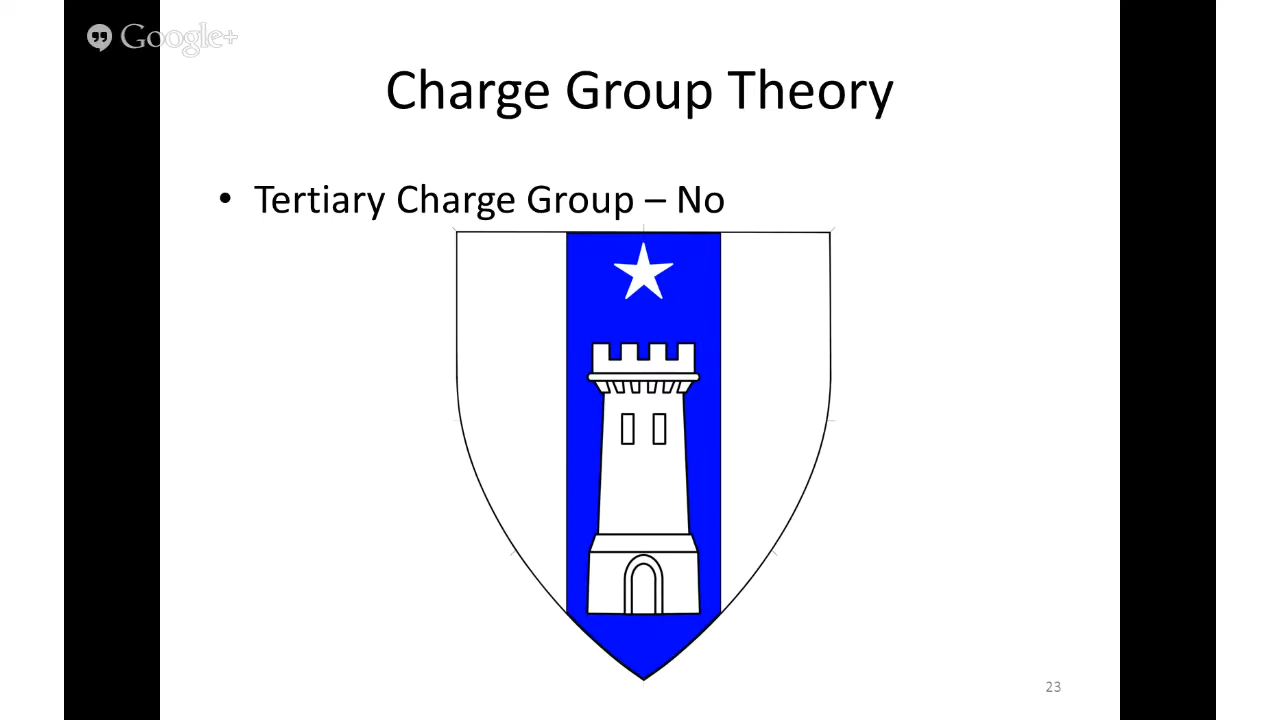 Google+
Charge Group Theory
• Tertiary Charge Group – No
23